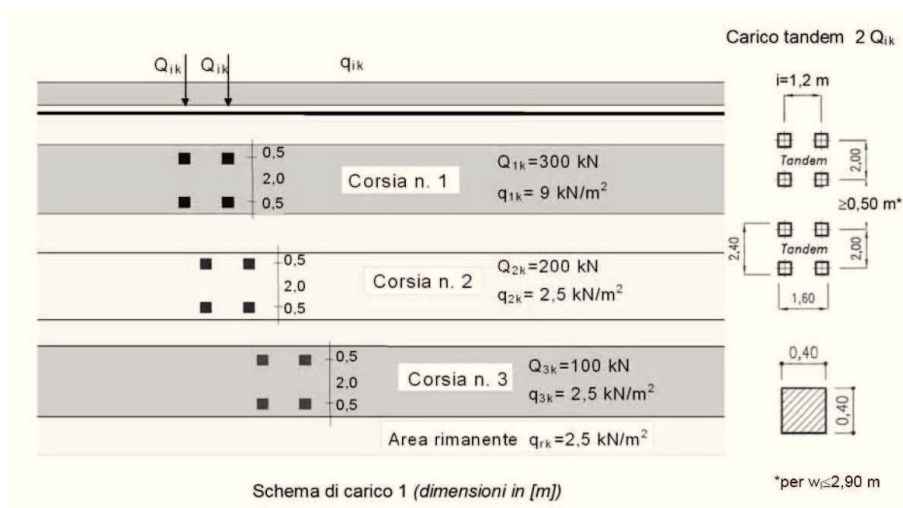 Carico tandem 2 Qik
Qik Qik qik
i=1,2 m
0,5
2,0
0,5
Corsia n. 1
Q1k=300 kN
q1k= 9 kN/m²
Tandem
2,00
≥0,50 m*
0,5
2,0
0,5
Corsia n. 2
Q2k=200 kN
q2k= 2,5 kN/m²
2,40
Tandem
2,00
1,60
0,5
2,0
0,5
Corsia n. 3
Q3k=100 kN
q3k= 2,5 kN/m²
0,40
0,40
Area rimanente qrk=2,5 kN/m²
Schema di carico 1 (dimensioni in [m])
*per wl≤2,90 m